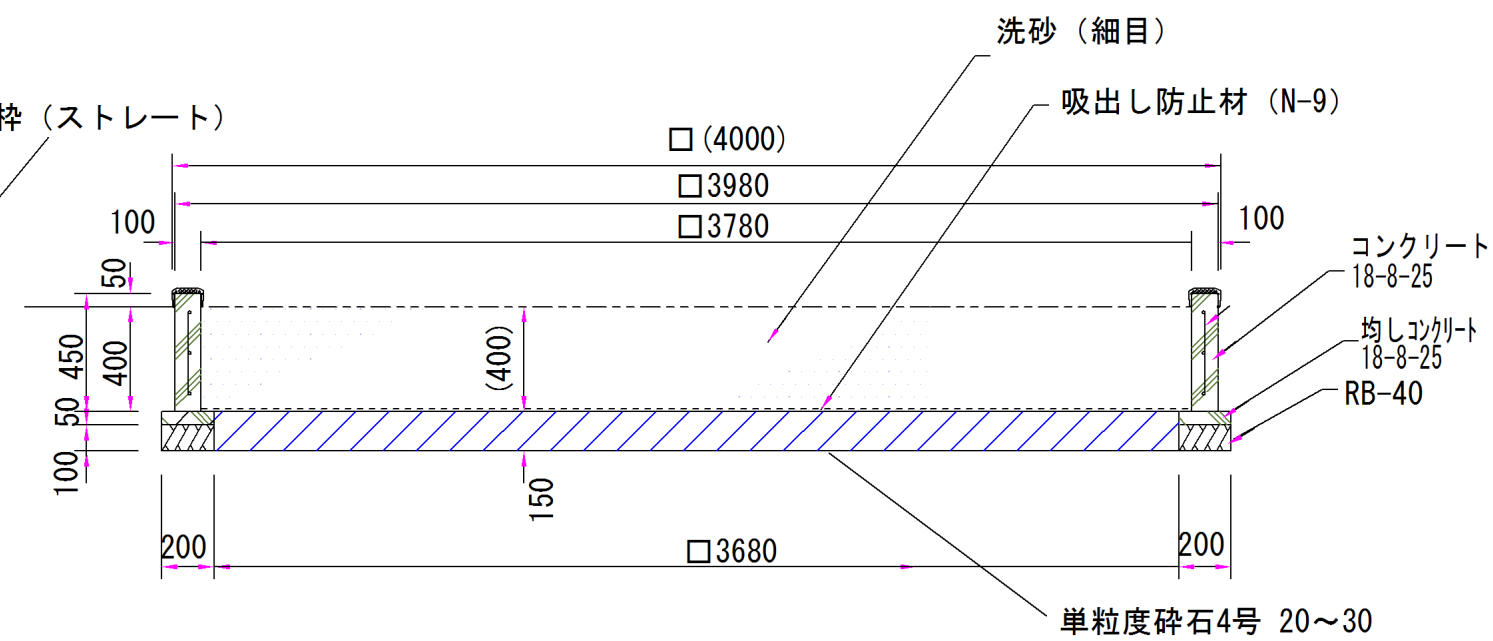 洗砂（細目）
枠（ストレート）
吸出し防止材（N-9）
□(4000)
□3980
□3780
100
100
50
450
400
(400)
50
100
150
コンクリート
18-8-25
均しコンクリート
18-8-25
RB-40
200
□3680
200
単粒度砕石4号 20～30